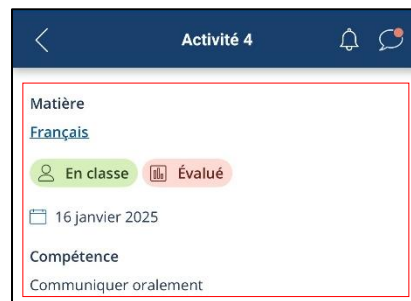 Activité 4
Matière
Français
En classe Évalué
16 janvier 2025
Compétence
Communiquer oralement